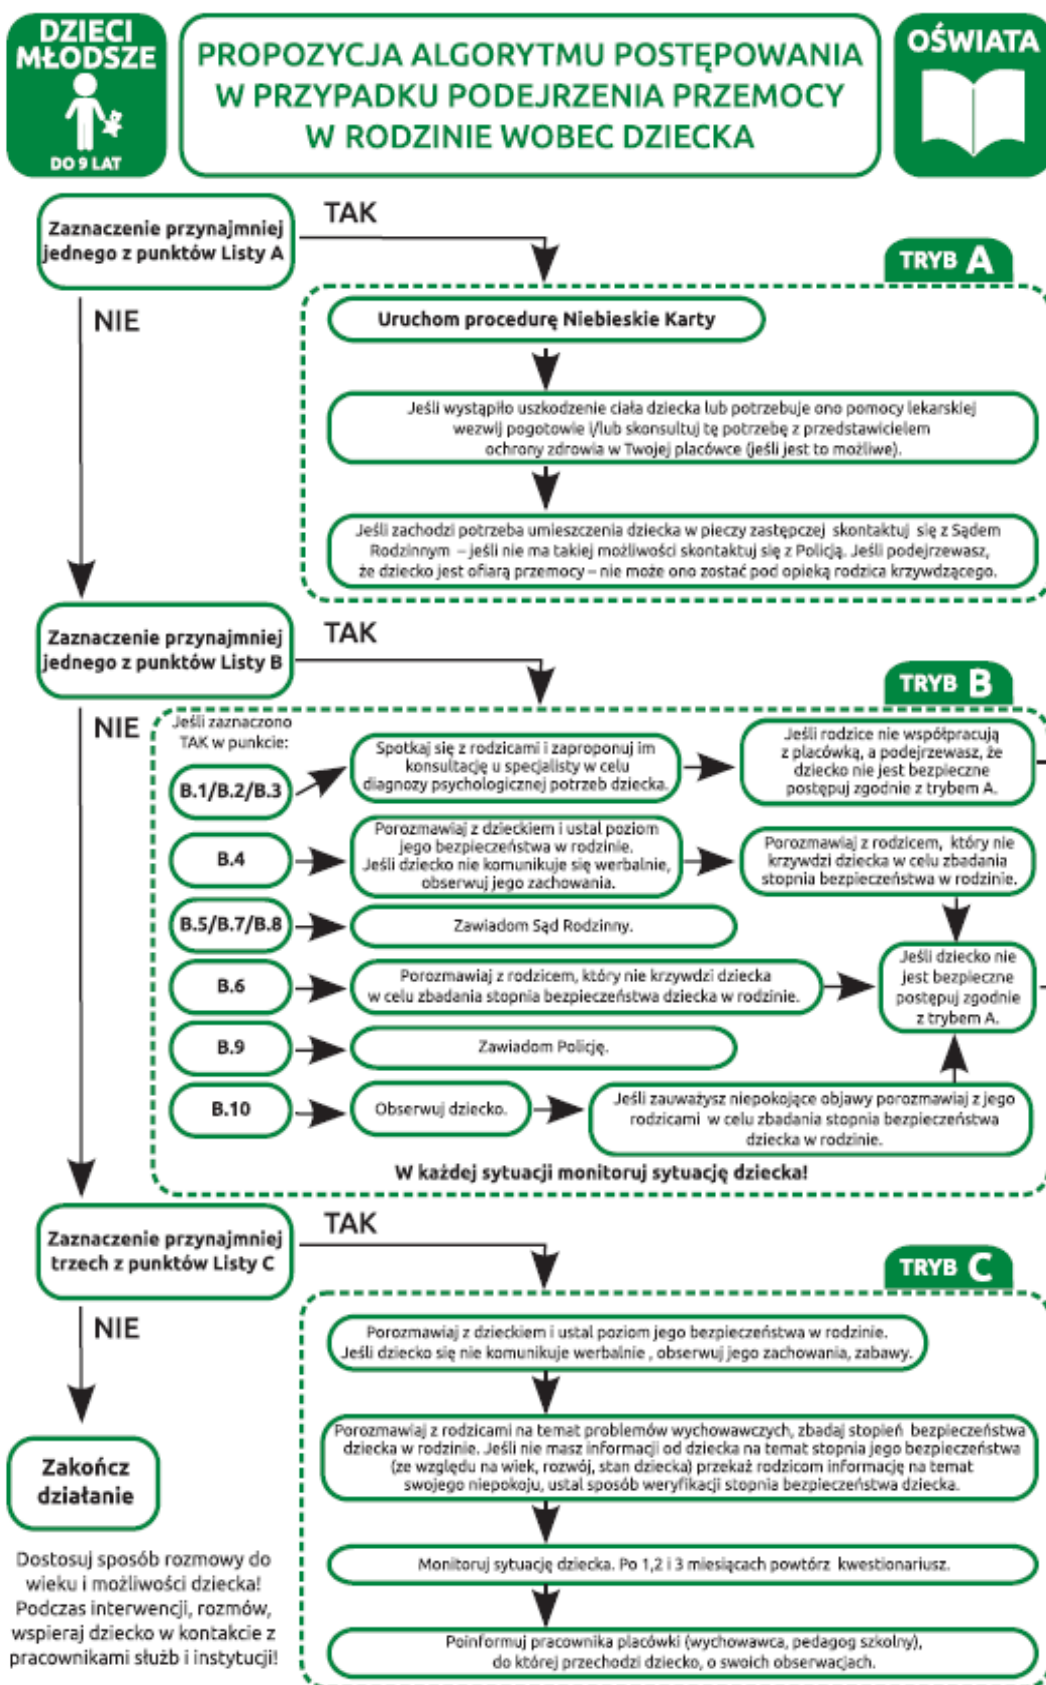 DZIECI
MŁODSZE
DO 9 LAT
PROPOZYCJA ALGORYTMU POSTĘPOWANIA
W PRZYPADKU PODEJRZENIA PRZEMOCY
W RODZINIE WOBEC DZIECKA
OŚWIATA
Zaznaczenie przynajmniej
jednego z punktów Listy A
TAK
NIE
TRYB A
Uruchom procedurę Niebieskie Karty
Jeśli wystąpiło uszkodzenie ciała dziecka lub potrzebuje ono pomocy lekarskiej
wezwij pogotowie i/lub skonsultuj tę potrzebę z przedstawicielem
ochrony zdrowia w Twojej placówce (jeśli jest to możliwe).
Jeśli zachodzi potrzeba umieszczenia dziecka w pieczy zastępczej skontaktuj się z Sądem
Rodzinnym – jeśli nie ma takiej możliwości skontaktuj się z Policją. Jeśli podejrzewasz,
że dziecko jest ofiarą przemocy – nie może ono zostać pod opieką rodzica krzywdzącego.
Zaznaczenie przynajmniej
jednego z punktów Listy B
TAK
NIE
TRYB B
Jeśli zaznaczono
TAK w punkcie:
B.1/B.2/B.3
Spotkaj się z rodzicami i zaproponuj im
konsultację u specjalisty w celu
diagnozy psychologicznej potrzeb dziecka.
Jeśli rodzice nie współpracują
z placówką, a podejrzewasz, że
dziecko nie jest bezpieczne
postępuj zgodnie z trybem A.
B.4
Porozmawiaj z dzieckiem i ustal poziom
jego bezpieczeństwa w rodzinie.
Jeśli dziecko nie komunikuje się werbalnie,
obserwuj jego zachowania.
Porozmawiaj z rodzicem, który nie
krzywdzi dziecka w celu zbadania
stopnia bezpieczeństwa w rodzinie.
B.5/B.7/B.8
Zawiadom Sąd Rodzinny.
B.6
Porozmawiaj z rodzicem, który nie krzywdzi dziecka
w celu zbadania stopnia bezpieczeństwa dziecka w rodzinie.
Jeśli dziecko nie
jest bezpieczne
postępuj zgodnie
z trybem A.
B.9
Zawiadom Policję.
B.10
Obserwuj dziecko.
Jeśli zauważysz niepokojące objawy porozmawiaj z jego
rodzicami w celu zbadania stopnia bezpieczeństwa
dziecka w rodzinie.
W każdej sytuacji monitoruj sytuację dziecka!
Zaznaczenie przynajmniej
trzech z punktów Listy C
TAK
NIE
TRYB C
Porozmawiaj z dzieckiem i ustal poziom jego bezpieczeństwa w rodzinie.
Jeśli dziecko się nie komunikuje werbalnie , obserwuj jego zachowania, zabawy.
Porozmawiaj z rodzicami na temat problemów wychowawczych, zbadaj stopień bezpieczeństwa
dziecka w rodzinie. Jeśli nie masz informacji od dziecka na temat stopnia jego bezpieczeństwa
(ze względu na wiek, rozwój, stan dziecka) przekaż rodzicom informację na temat
swojego niepokoju, ustal sposób weryfikacji stopnia bezpieczeństwa dziecka.
Monitoruj sytuację dziecka. Po 1,2 i 3 miesiącach powtórz kwestionariusz.
Poinformuj pracownika placówki (wychowawca, pedagog szkolny),
do której przechodzi dziecko, o swoich obserwacjach.
Zakończ
działanie
Dostosuj sposób rozmowy do
wieku i możliwości dziecka!
Podczas interwencji, rozmów,
wspieraj dziecko w kontakcie z
pracownikami służb i instytucji!